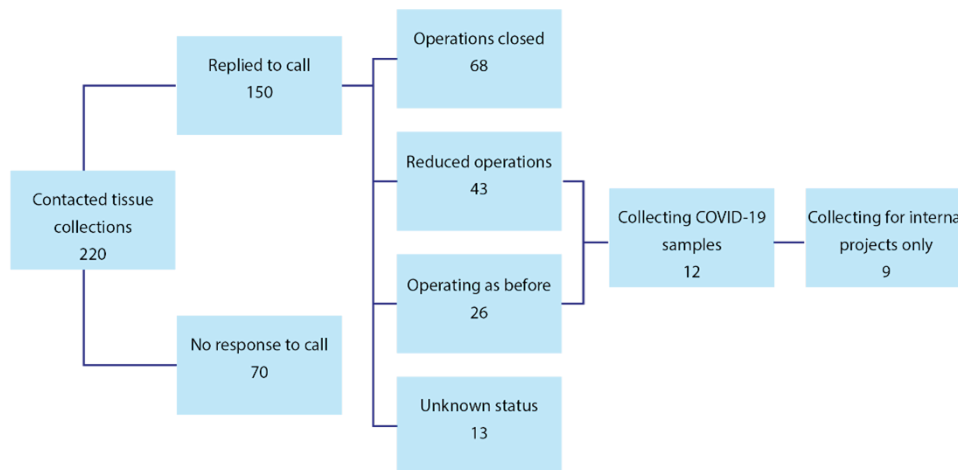 Operations closed
68
Replied to call
150
Reduced operations
43
Contacted tissue
collections
220
Collecting COVID-19
samples
12
Collecting for interna
projects only
9
Operating as before
26
No response to call
70
Unknown status
13